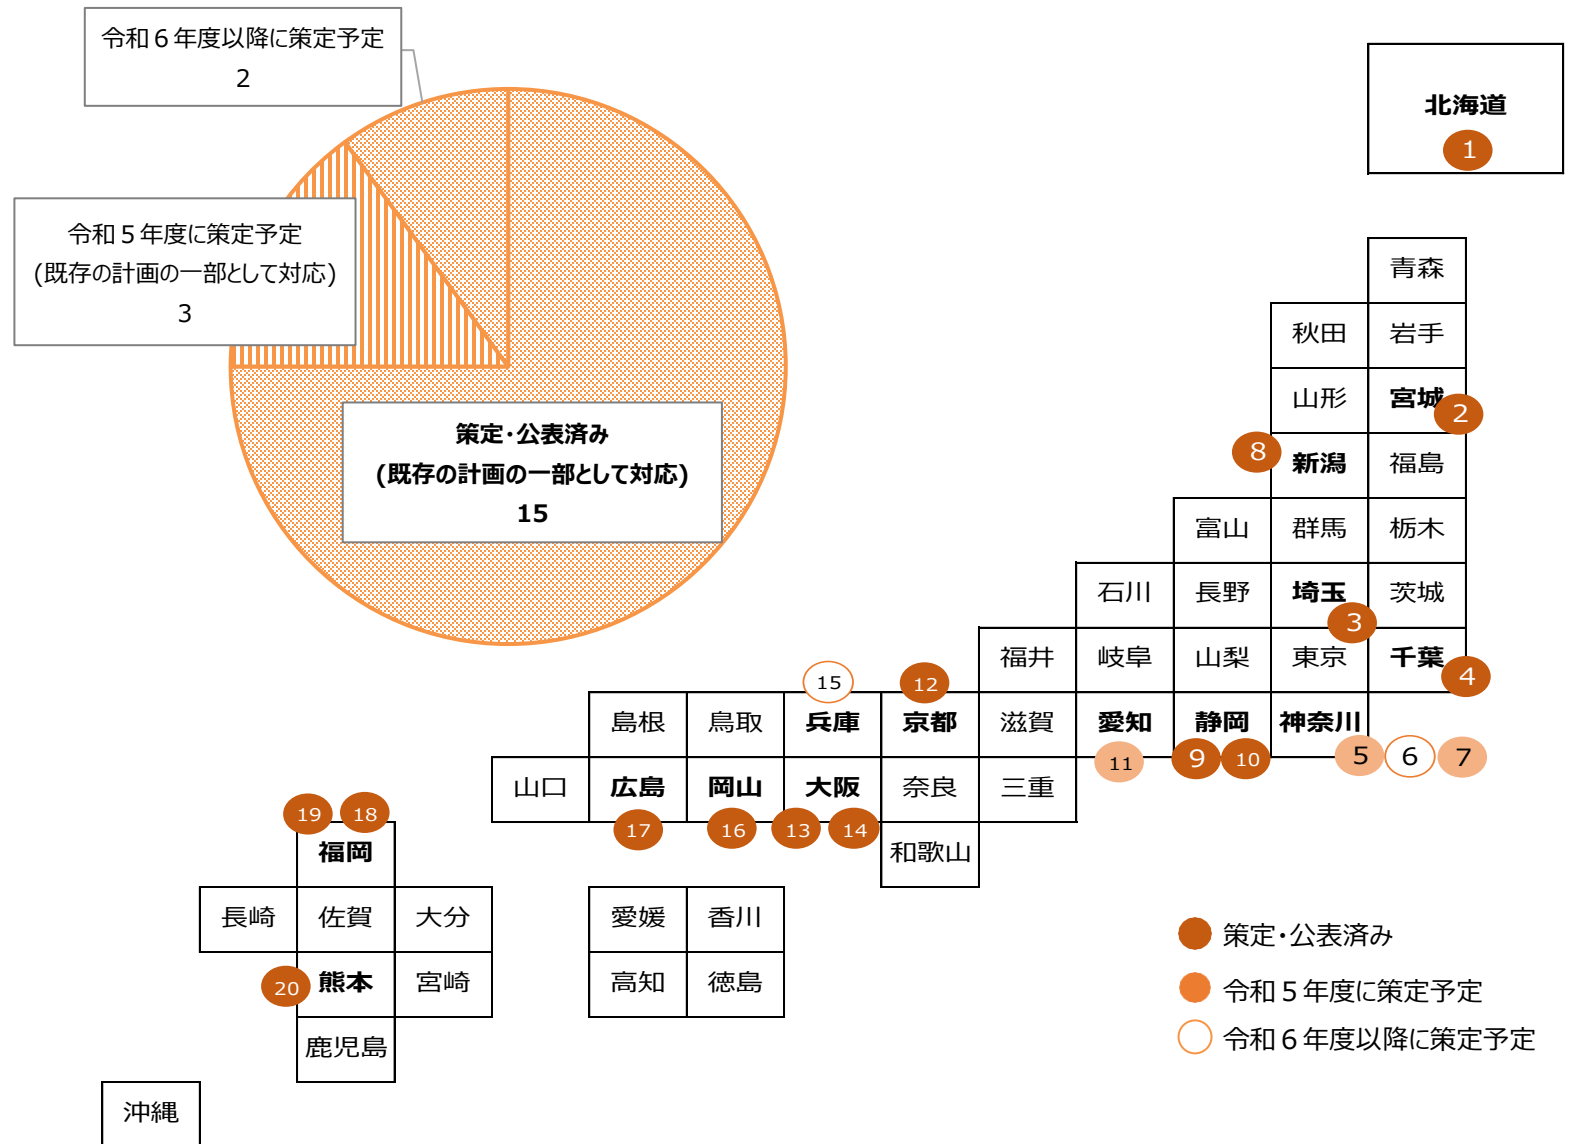 令和６年度以降に策定予定
2
令和５年度に策定予定
(既存の計画の一部として対応)
3
策定・公表済み
(既存の計画の一部として対応)
15
北海道
1
青森
秋田 岩手
山形 宮城
2
8
新潟 福島
富山 群馬 栃木
石川 長野 埼玉 茨城
3
福井 岐阜 山梨 東京 千葉
4
15 12
島根 鳥取 兵庫 京都 滋賀 愛知 静岡 神奈川
11 9 10 5 6 7
山口 広島 岡山 大阪 奈良 三重
17 16 13 14
和歌山
19 18
福岡
長崎 佐賀 大分
愛媛 香川
20
熊本 宮崎
高知 徳島
鹿児島
沖縄
策定・公表済み
令和５年度に策定予定
令和６年度以降に策定予定